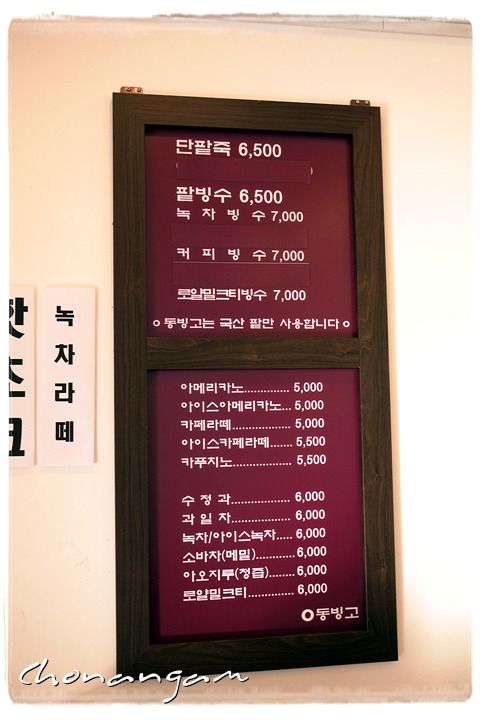 단팥죽 6,500
팥빙수 6,500
녹 차 빙 수 7,000
커 피 빙 수 7,000
로얄밀크티빙수 7,000
o 동빙고는 국산 팥만 사용합니다 o
아메리카노.............. 5,000
아이스아메리카노... 5,000
카페라떼................... 5,000
아이스카페라떼........ 5,500
카푸치노.................. 5,500
수 정 과.................. 6,000
과 일 차.................. 6,000
녹차/아이스녹차..... 6,000
소바차(메밀)............ 6,000
아오지루(청즙)........ 6,000
로얄밀크티.............. 6,000
동빙고
핫초코
녹차라떼
Chonangam